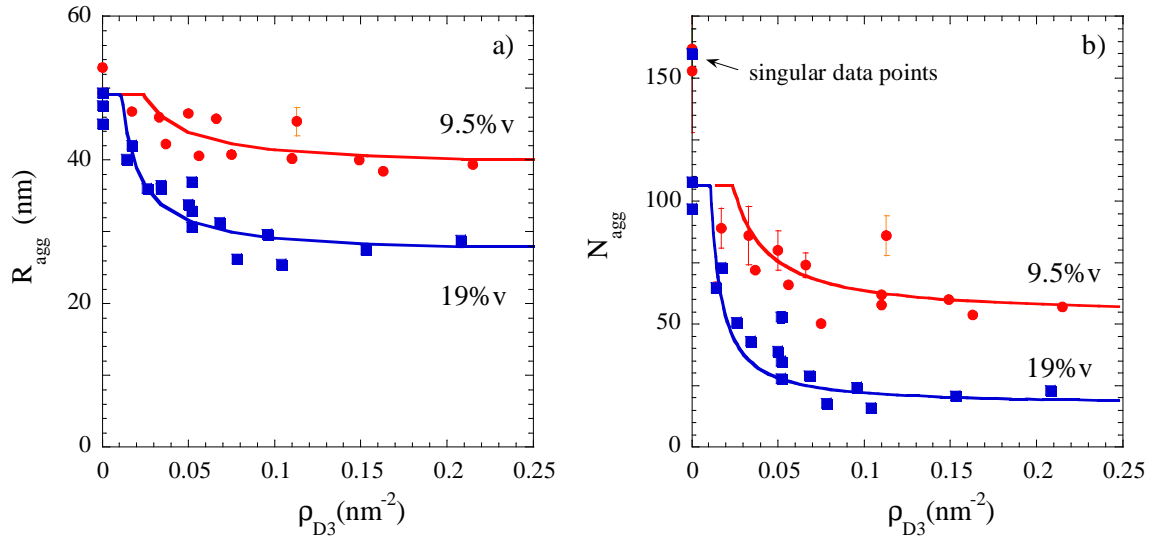 60
a)
40
9.5%v
R_agg (nm)
20
19%v
0
0 0.05 0.1 0.15 0.2 0.25
ρ_D3(nm⁻²)
b)
150
singular data points
100
N_agg
9.5%v
50
19%v
0
0 0.05 0.1 0.15 0.2 0.25
ρ_D3(nm⁻²)